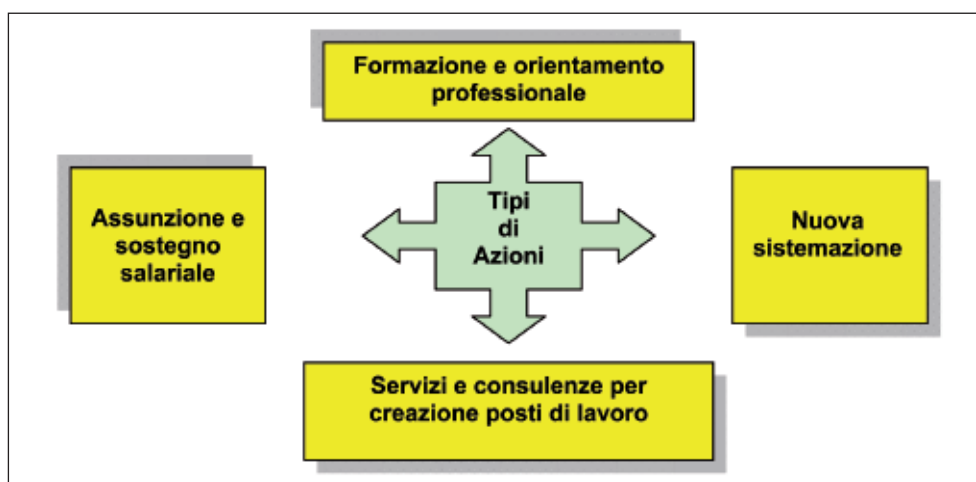 Formazione e orientamento
professionale
Assunzione e
sostegno
salariale
Tipi
di
Azioni
Nuova
sistemazione
Servizi e consulenze per
creazione posti di lavoro